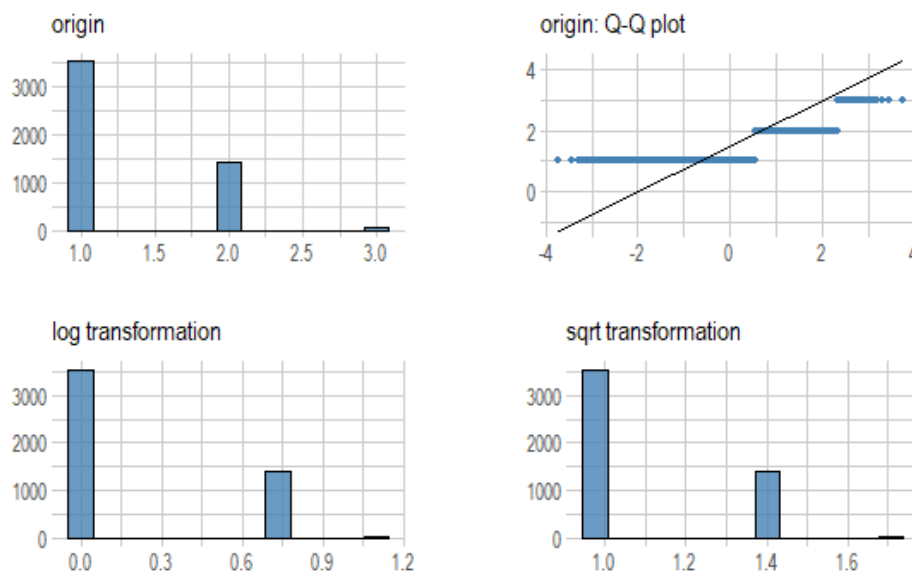 origin
3000
2000
1000
0
1.0 1.5 2.0 2.5 3.0
origin: Q-Q plot
4
2
0
-4 -2 0 2 4
log transformation
3000
2000
1000
0
0.0 0.3 0.6 0.9 1.2
sqrt transformation
3000
2000
1000
0
1.0 1.2 1.4 1.6